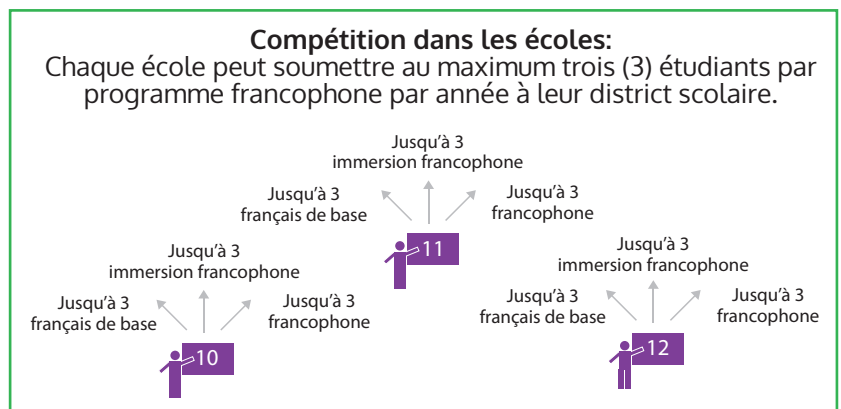 Compétition dans les écoles:
Chaque école peut soumettre au maximum trois (3) étudiants par
programme francophone par année à leur district scolaire.
Jusqu'à 3
immersion francophone
Jusqu'à 3
français de base
Jusqu'à 3
francophone
11
Jusqu'à 3
immersion francophone
Jusqu'à 3
français de base
Jusqu'à 3
francophone
10
Jusqu'à 3
immersion francophone
Jusqu'à 3
français de base
Jusqu'à 3
francophone
12